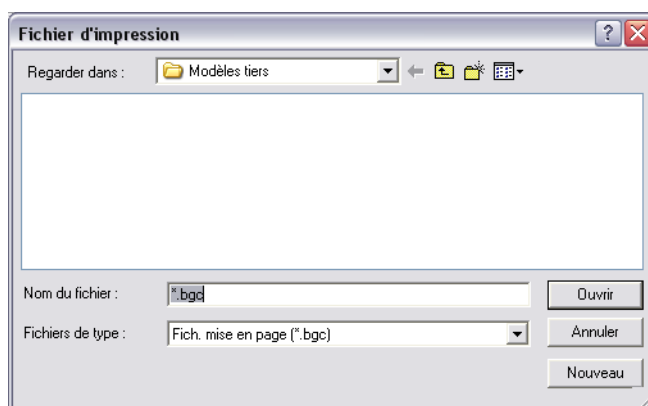 Fichier d'impression
Regarder dans :
Modèles tiers
Nom du fichier :
*.bgc
Ouvrir
Fichiers de type :
Fich. mise en page (*.bgc)
Annuler
Nouveau